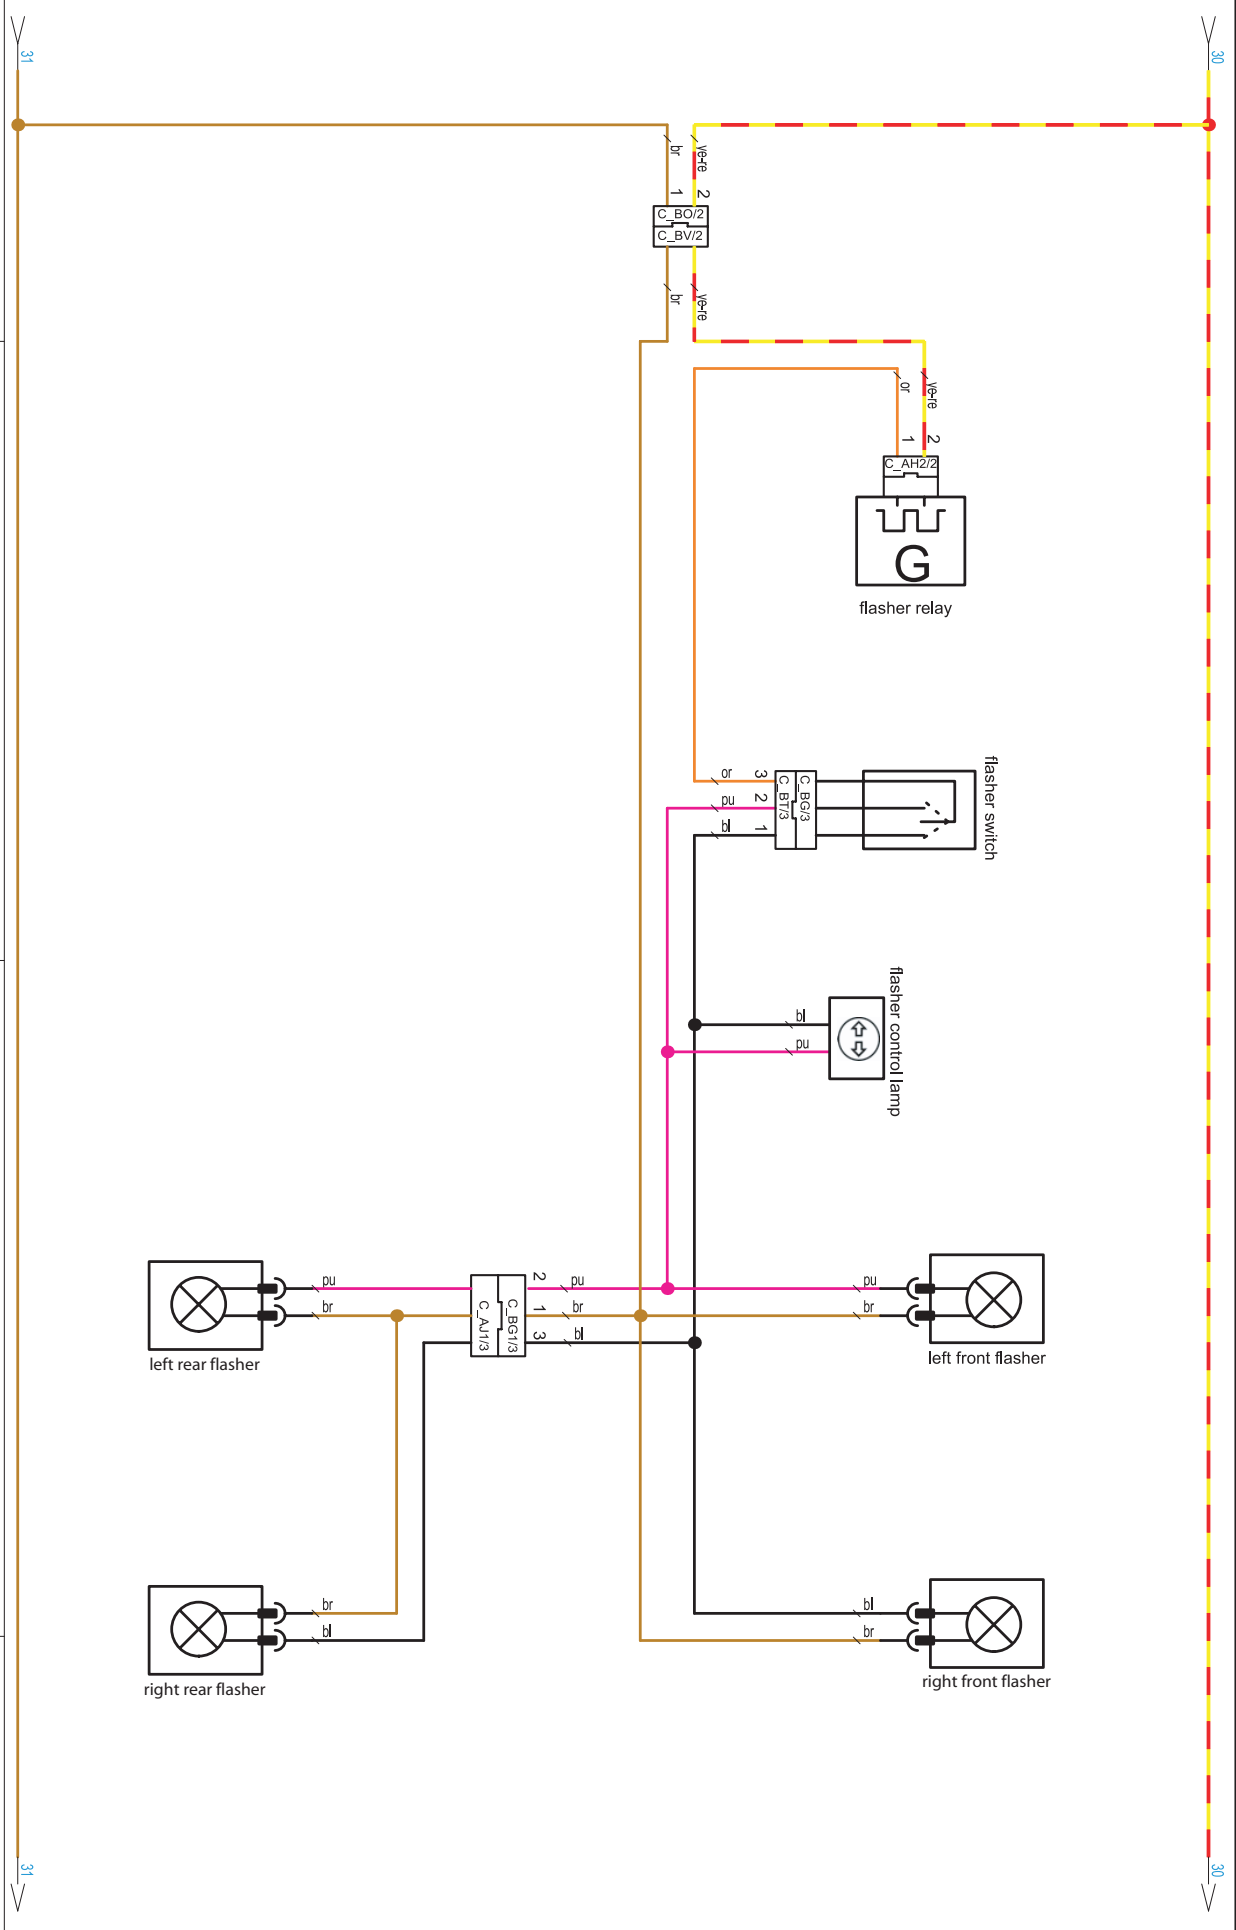 31
30
br
ye-re
1
2
C_BO/2
C_BV/2
br
ye-re
or
ye-re
1
2
C_AH2/2
G
flasher relay
flasher switch
or
3
pu
2
bl
1
C_BT/3
C_BG/3
flasher control lamp
bl
pu
pu
2
pu
pu
br
1
br
br
3
bl
C_AJ1/3
C_BG1/3
left rear flasher
left front flasher
br
bl
bl
br
right rear flasher
right front flasher
31
30